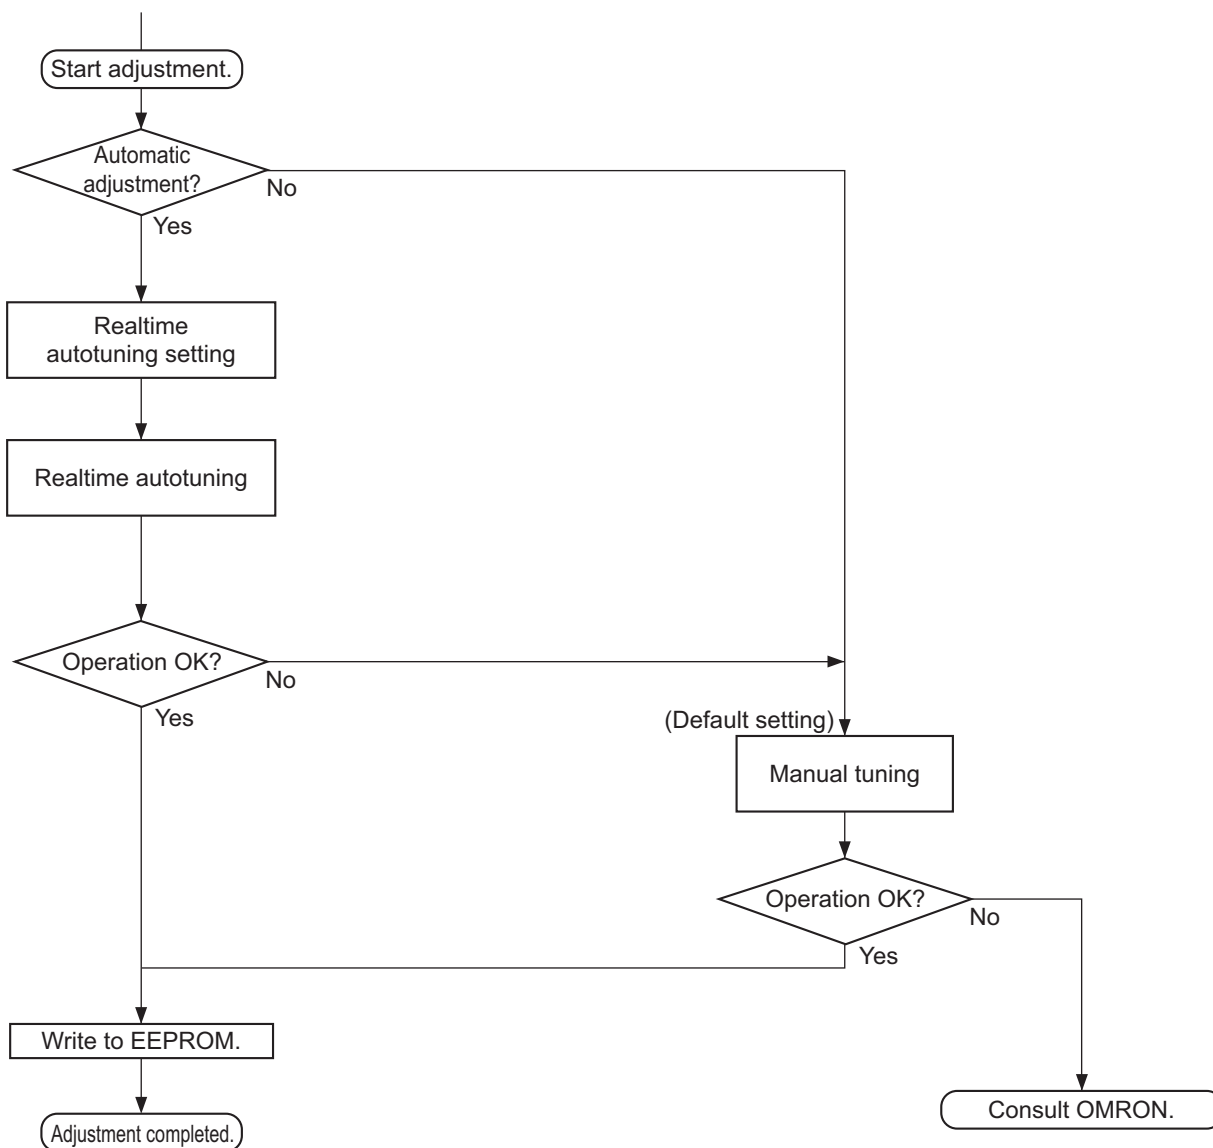 Start adjustment.
Automatic
adjustment?
No
Yes
Realtime
autotuning setting
Realtime autotuning
Operation OK?
No
Yes
(Default setting)
Manual tuning
Operation OK?
No
Yes
Write to EEPROM.
Consult OMRON.
Adjustment completed.